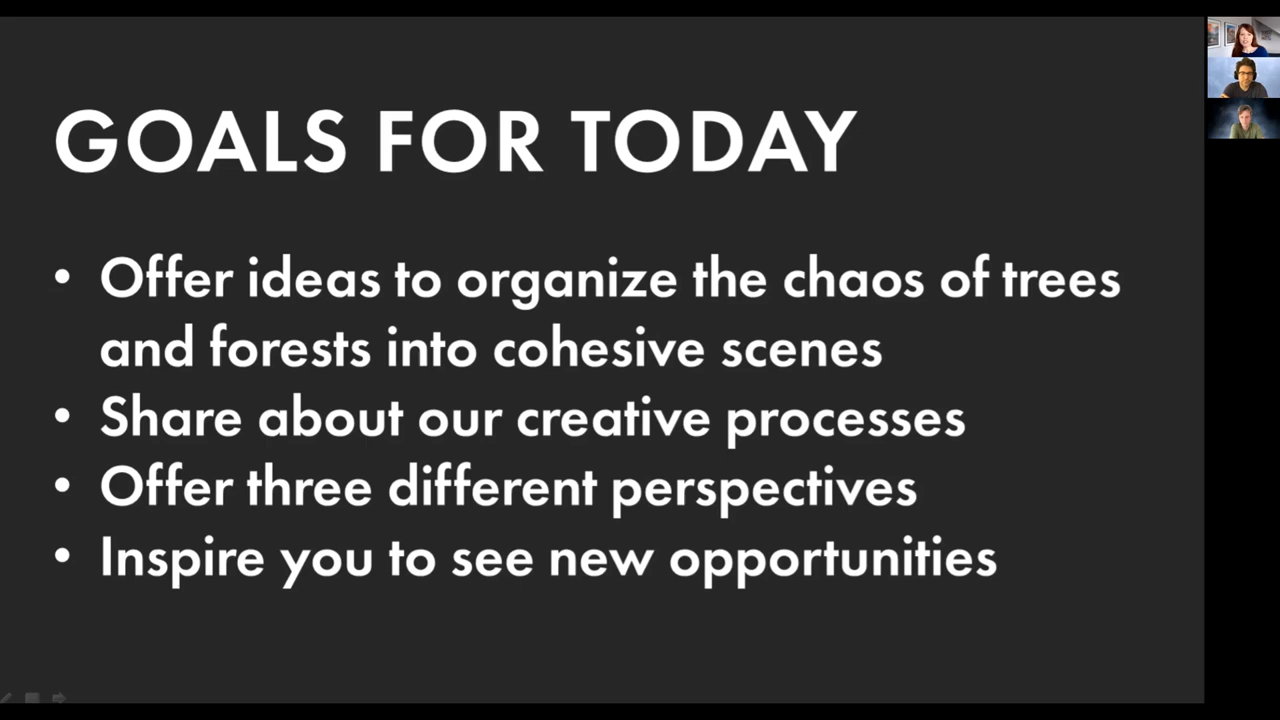 GOALS FOR TODAY
• Offer ideas to organize the chaos of trees
and forests into cohesive scenes
• Share about our creative processes
• Offer three different perspectives
• Inspire you to see new opportunities